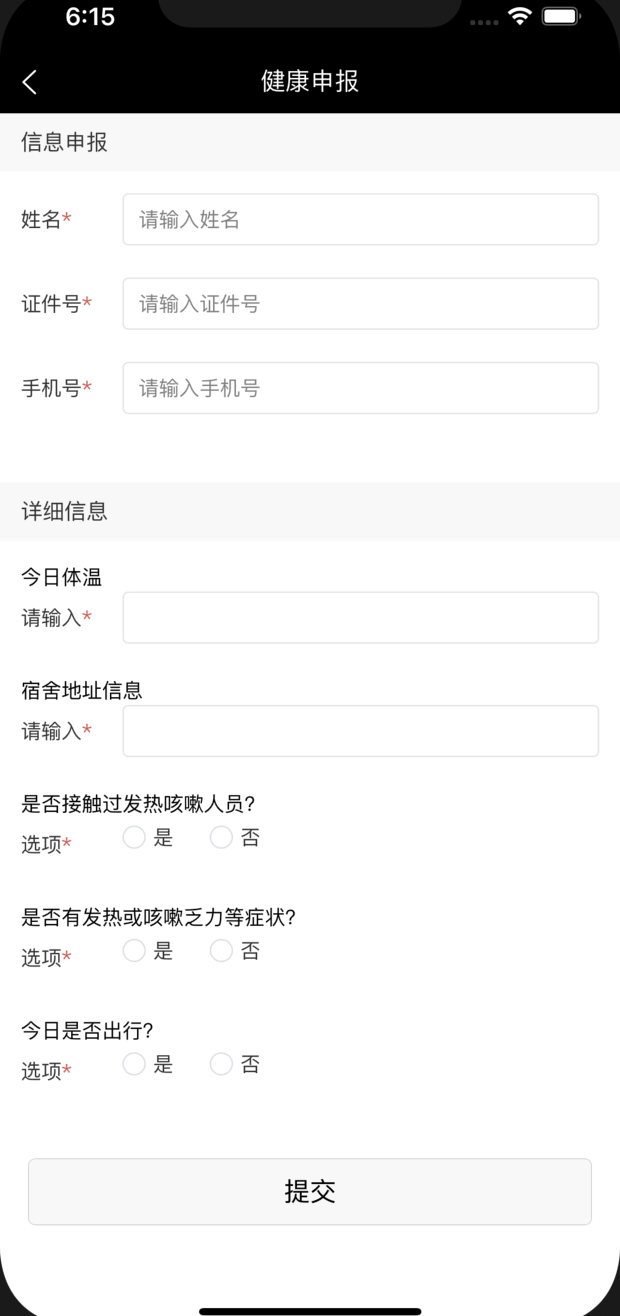 6:15
健康申报
信息申报
姓名* 请输入姓名
证件号* 请输入证件号
手机号* 请输入手机号
详细信息
今日体温
请输入*
宿舍地址信息
请输入*
是否接触过发热咳嗽人员?
选项* 是 否
是否有发热或咳嗽乏力等症状?
选项* 是 否
今日是否出行?
选项* 是 否
提交